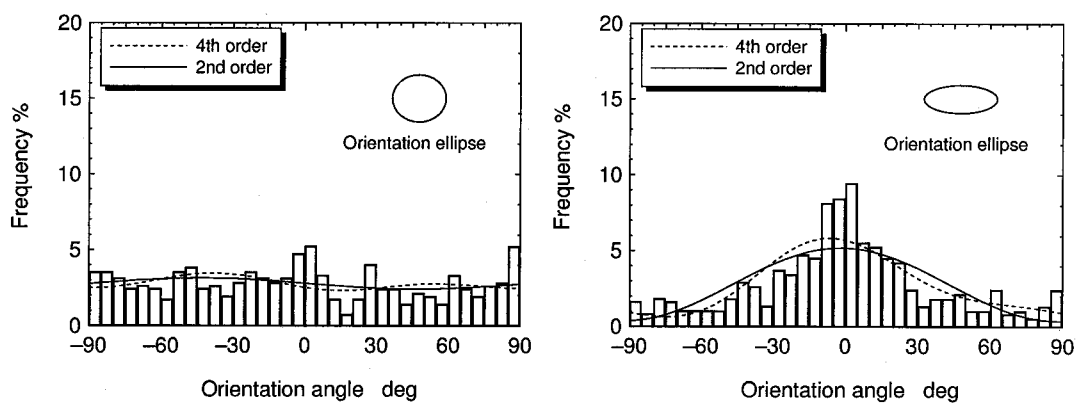 20
15
10
5
0
Frequency %
4th order
2nd order
Orientation ellipse
–90 –60 –30 0 30 60 90
Orientation angle deg
20
15
10
5
0
Frequency %
4th order
2nd order
Orientation ellipse
–90 –60 –30 0 30 60 90
Orientation angle deg